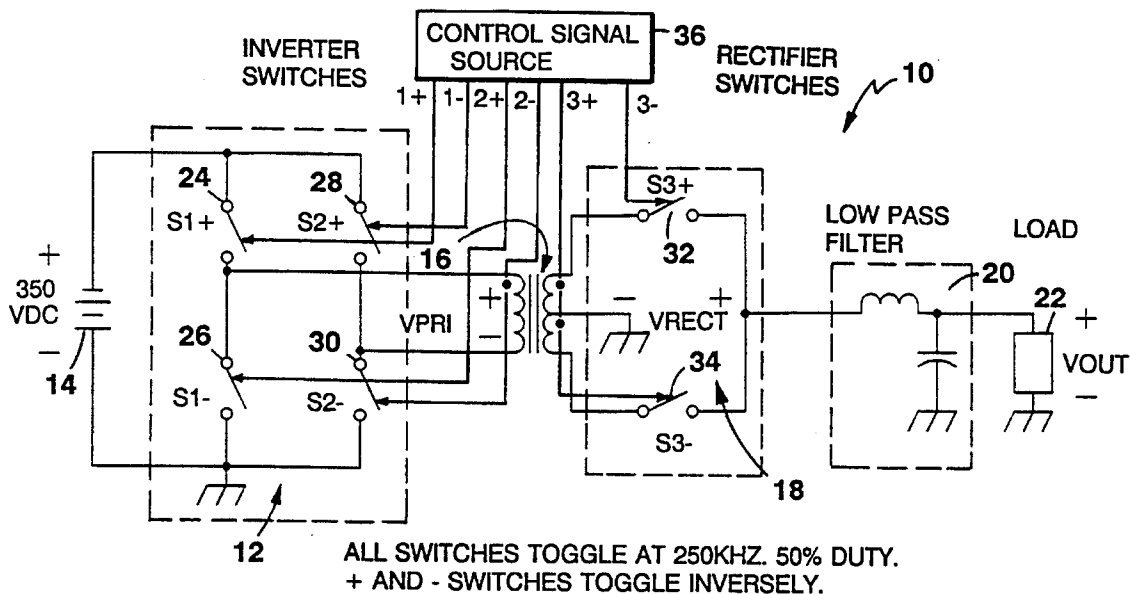 CONTROL SIGNAL
SOURCE
36
INVERTER
SWITCHES
RECTIFIER
SWITCHES
10
1+ 1- 2+ 2- 3+ 3-
24
28
S1+
S2+
16
S3+
32
LOW PASS
FILTER
LOAD
20
22
+
350
VDC
−
14
VPRI
+
−
−
VRECT
+
+
VOUT
−
26
30
34
S1-
S2-
S3-
18
12
ALL SWITCHES TOGGLE AT 250KHZ. 50% DUTY.
+ AND - SWITCHES TOGGLE INVERSELY.